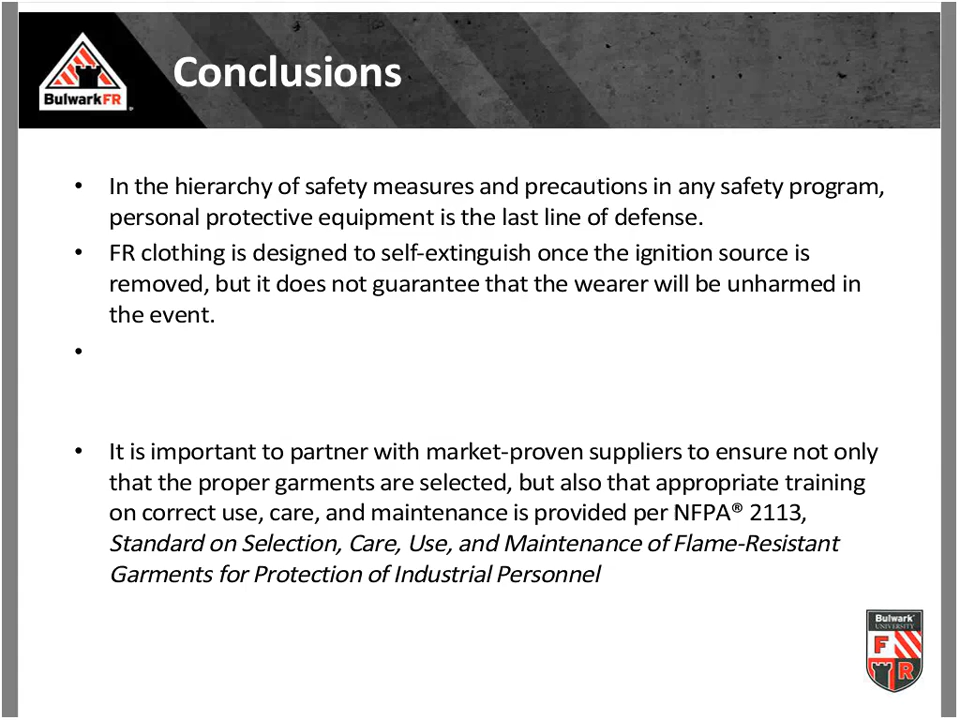 BulwarkFR
Conclusions
• In the hierarchy of safety measures and precautions in any safety program,
personal protective equipment is the last line of defense.
• FR clothing is designed to self-extinguish once the ignition source is
removed, but it does not guarantee that the wearer will be unharmed in
the event.
•
• It is important to partner with market-proven suppliers to ensure not only
that the proper garments are selected, but also that appropriate training
on correct use, care, and maintenance is provided per NFPA® 2113,
Standard on Selection, Care, Use, and Maintenance of Flame-Resistant
Garments for Protection of Industrial Personnel
Bulwark
UNIVERSITY
F
R